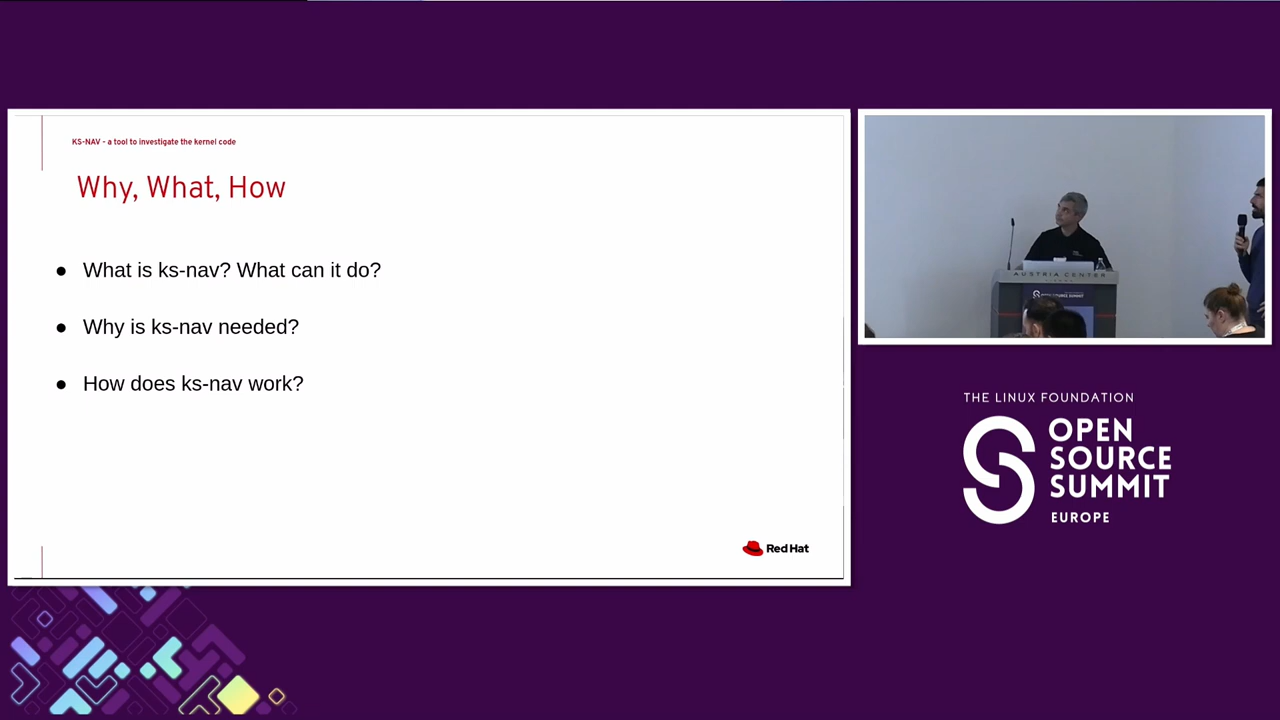 KS-NAV - a tool to investigate the kernel code
Why, What, How
● What is ks-nav? What can it do?
● Why is ks-nav needed?
● How does ks-nav work?
Red Hat
AUSTRIA CENTER
THE LINUX FOUNDATION
OPEN
SOURCE
SUMMIT
EUROPE